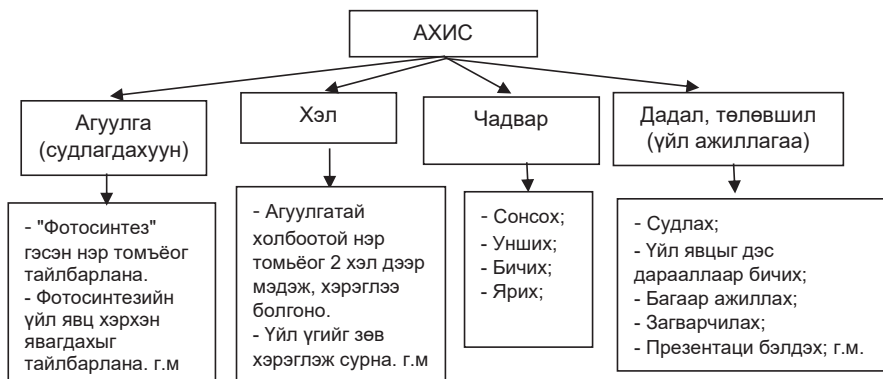 АХИС
Агуулга
(судлагдахуун)
Хэл
Чадвар
Дадал, төлөвшил
(үйл ажиллагаа)
- "Фотосинтез"
гэсэн нэр томъёог
тайлбарлана.
- Фотосинтезийн
үйл явц хэрхэн
явагдахыг
тайлбарлана. г.м
- Агуулгатай
холбоотой нэр
томьёог 2 хэл дээр
мэдэж, хэрэглээ
болгоно.
- Үйл үгийг зөв
хэрэглэж сурна. г.м
- Сонсох;
- Унших;
- Бичих;
- Ярих;
- Судлах;
- Үйл явцыг дэс
дарааллаар бичих;
- Багаар ажиллах;
- Загварчилах;
- Презентаци бэлдэх; г.м.